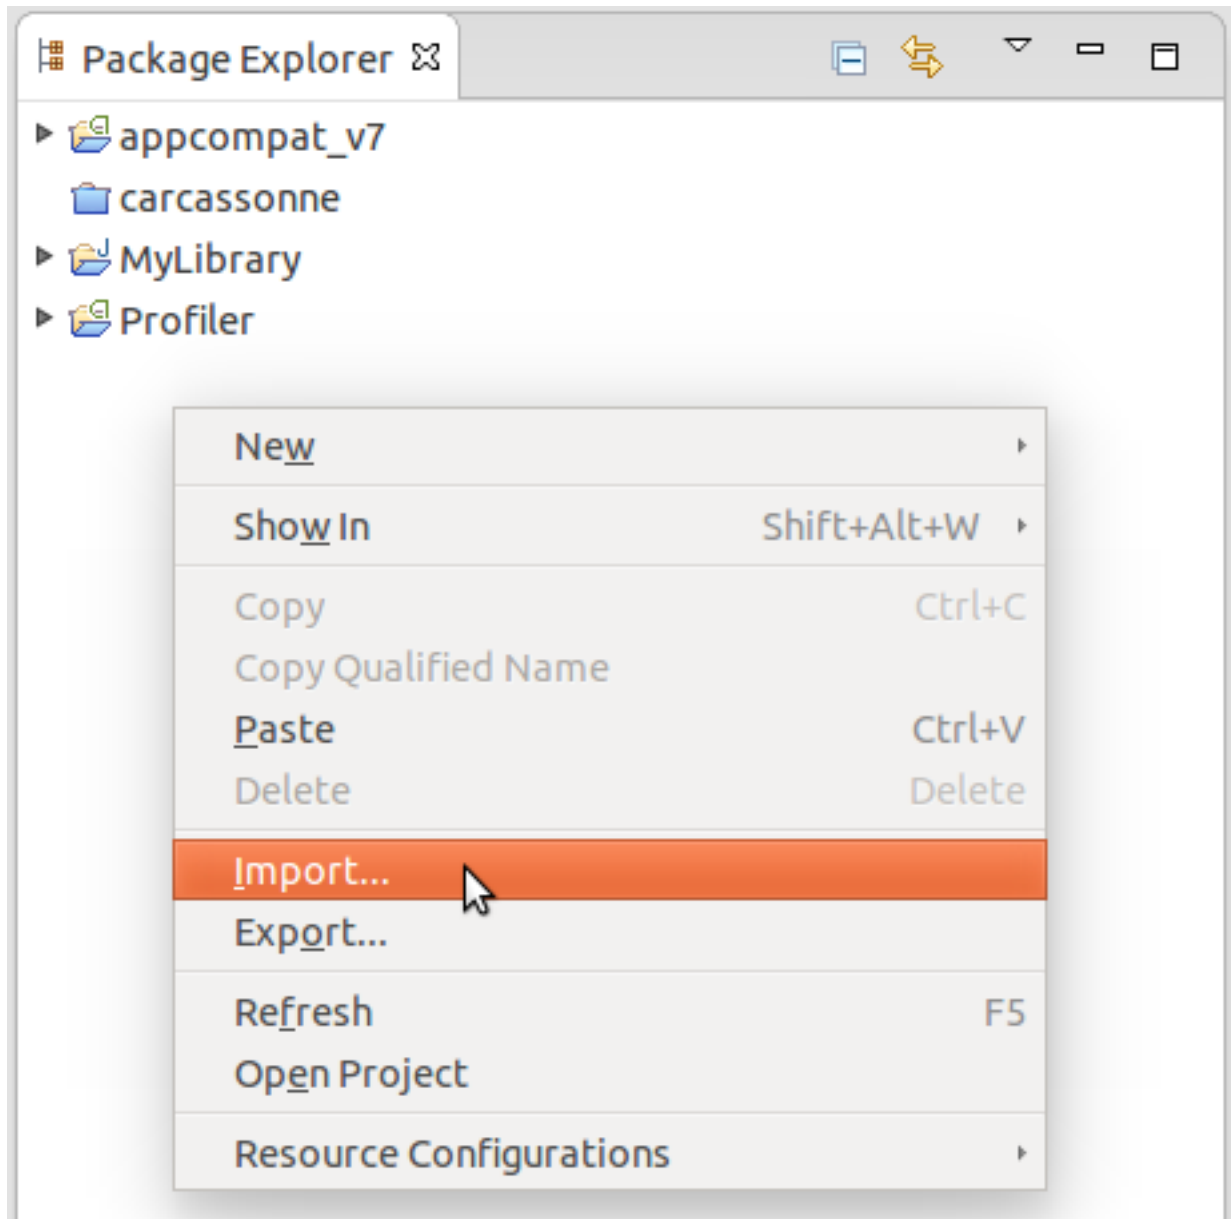 Package Explorer
appcompat_v7
carcassonne
MyLibrary
Profiler
New
Show In Shift+Alt+W
Copy Ctrl+C
Copy Qualified Name
Paste Ctrl+V
Delete Delete
Import...
Export...
Refresh F5
Open Project
Resource Configurations